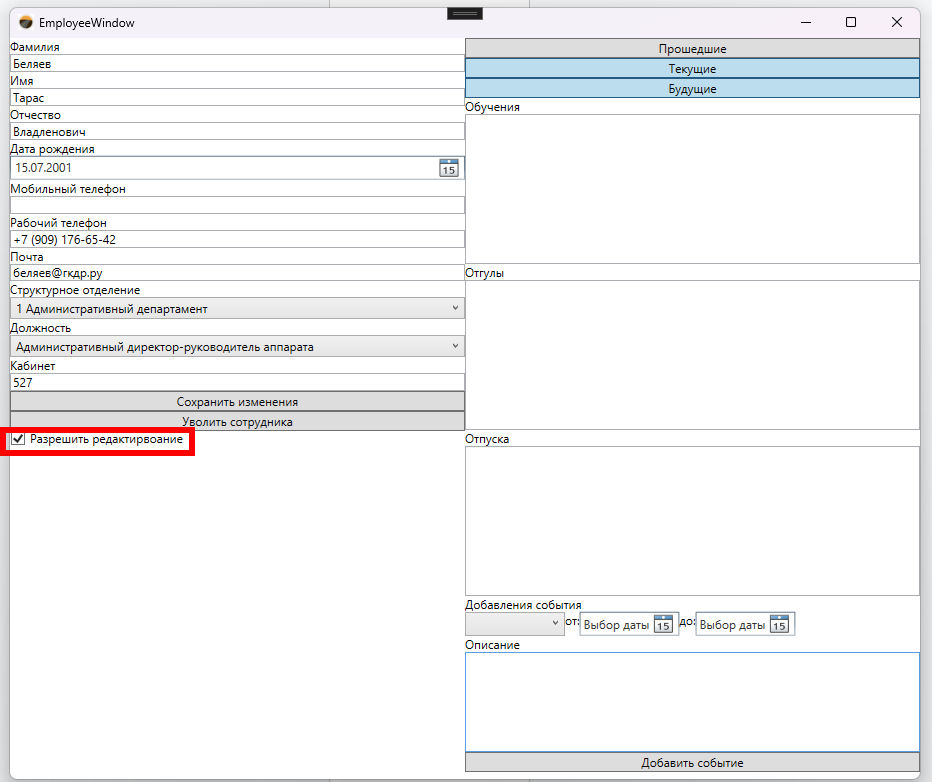 EmployeeWindow
Фамилия
Беляев
Имя
Тарас
Отчество
Владленович
Дата рождения
15.07.2001
15
Мобильный телефон
Рабочий телефон
+7 (909) 176-65-42
Почта
беляев@гкдр.ру
Структурное отделение
1 Административный департамент
Должность
Административный директор-руководитель аппарата
Кабинет
527
Сохранить изменения
Уволить сотрудника
Разрешить редактирвоание
Прошедшие
Текущие
Будущие
Обучения
Отгулы
Отпуска
Добавления события
от: Выбор даты 15 до: Выбор даты 15
Описание
Добавить событие